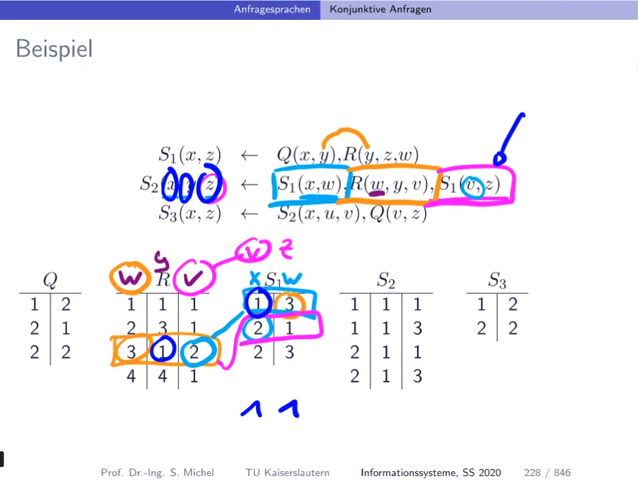 Anfragesprachen Konjunktive Anfragen
Beispiel
S₁(x, z) ← Q(x, y), R(y, z, w)
S₂(x, y, z) ← S₁(x, w), R(w, y, v), S₁(v, z)
S₃(x, z) ← S₂(x, u, v), Q(v, z)
v z
w y v x w
Q R S₁ S₂ S₃
1 2 1 1 1 1 3 1 1 1 1 2
2 1 2 3 1 2 1 1 1 3 2 2
2 2 3 1 2 2 3 2 1 1
4 4 1 2 1 3
1 1
Prof. Dr.-Ing. S. Michel TU Kaiserslautern Informationssysteme, SS 2020 228 / 846